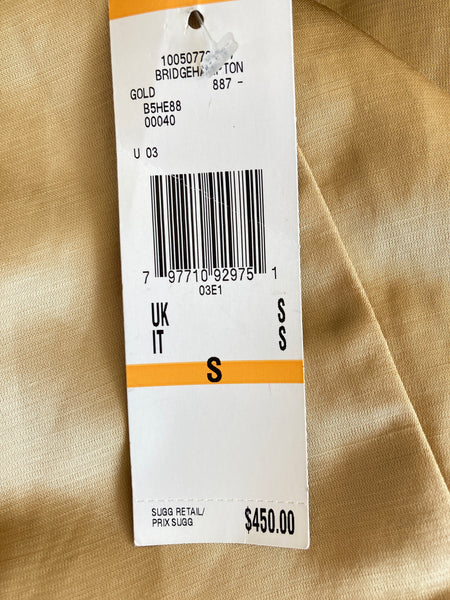 BRIDGEHAMPTON
GOLD 887 -
B5HE88
00040
U 03
7 97710 92975 1
03E1
UK S
IT S
S
SUGG RETAIL/
PRIX SUGG $450.00